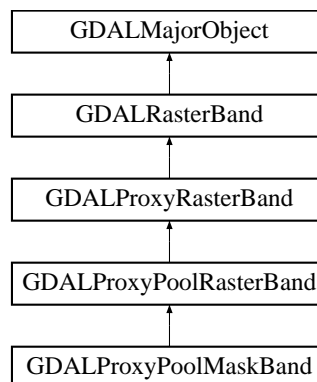 GDALMajorObject
GDALRasterBand
GDALProxyRasterBand
GDALProxyPoolRasterBand
GDALProxyPoolMaskBand